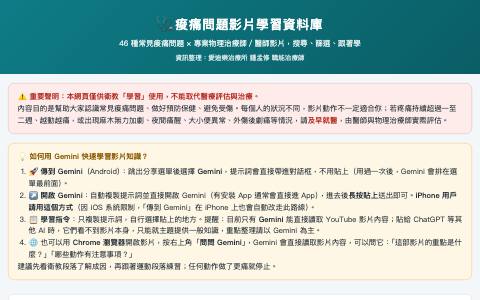 🩺 痠痛問題影片學習資料庫
46 種常見痠痛問題 × 專業物理治療師 / 醫師影片，搜尋、篩選、跟著學
資訊整理：愛迪樂治療所 鍾孟修 職能治療師
⚠️ 重要聲明：本網頁僅供衛教「學習」使用，不能取代醫療評估與治療。
內容目的是幫助大家認識常見痠痛問題、做好預防保健、避免受傷。每個人的狀況不同，影片動作不一定適合你；若疼痛持續超過一至
二週、越動越痛，或出現麻木無力加劇、夜間痛醒、大小便異常、外傷後劇痛等情況，請及早就醫，由醫師與物理治療師實際評估。
💡 如何用 Gemini 快速學習影片知識？
1. 🚀 傳到 Gemini（Android）：跳出分享選單後選擇 Gemini，提示詞會直接帶進對話框，不用貼上（用過一次後，Gemini 會排在選
單最前面）。
2. ↗️ 開啟 Gemini：自動複製提示詞並直接開啟 Gemini（有安裝 App 通常會直接進 App），進去後長按貼上送出即可。iPhone 用戶
請用這個方式（因 iOS 系統限制，「傳到 Gemini」在 iPhone 上也會自動改走此路線）。
3. 📋 學習指令：只複製提示詞，自行選擇貼上的地方。提醒：目前只有 Gemini 能直接讀取 YouTube 影片內容；貼給 ChatGPT 等其
他 AI 時，它們看不到影片本身，只能就主題提供一般知識，重點整理請以 Gemini 為主。
4. 🌐 也可以用 Chrome 瀏覽器開啟影片，按右上角「問問 Gemini」，Gemini 會直接讀取影片內容，可以問它：「這部影片的重點是什
麼？」「哪些動作有注意事項？」
建議先看衛教段落了解成因，再跟著運動段落練習；任何動作做了更痛就停止。